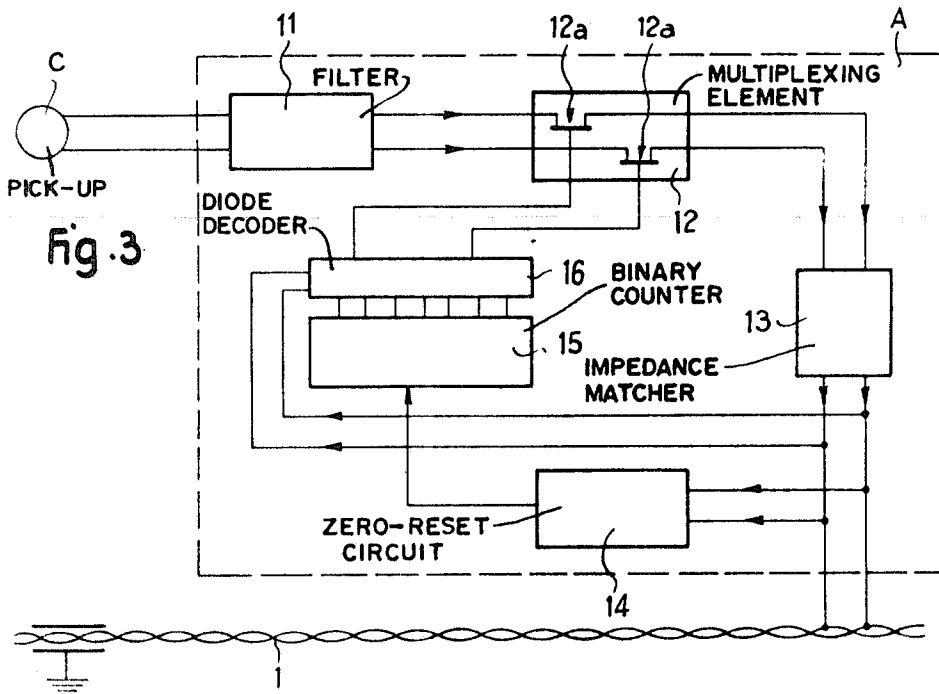 11
12a
12a
A
C
FILTER
MULTIPLEXING
ELEMENT
PICK-UP
12
DIODE
DECODER
Fig.3
16
BINARY
COUNTER
15
13
IMPEDANCE
MATCHER
ZERO-RESET
CIRCUIT
14
1